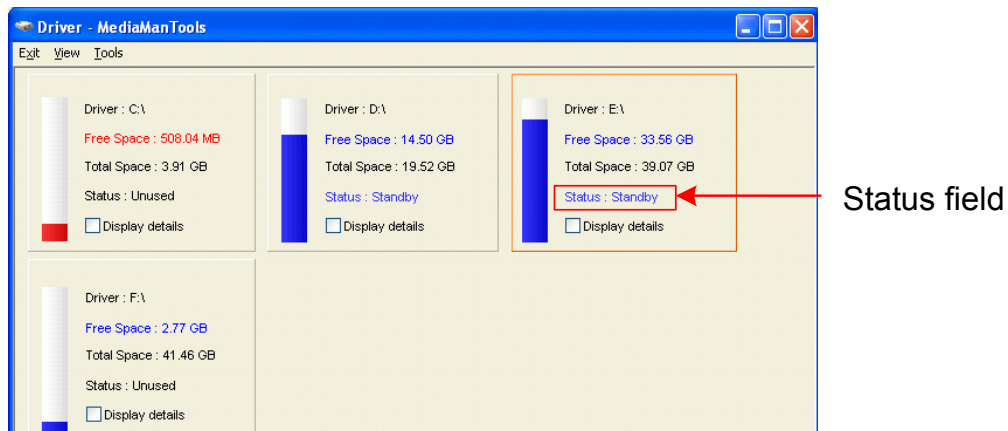 Driver - MediaManTools
Exit View Tools
Driver : C:\
Free Space : 508.04 MB
Total Space : 3.91 GB
Status : Unused
Display details
Driver : D:\
Free Space : 14.50 GB
Total Space : 19.52 GB
Status : Standby
Display details
Driver : E:\
Free Space : 33.56 GB
Total Space : 39.07 GB
Status : Standby
Display details
Status field
Driver : F:\
Free Space : 2.77 GB
Total Space : 41.46 GB
Status : Unused
Display details